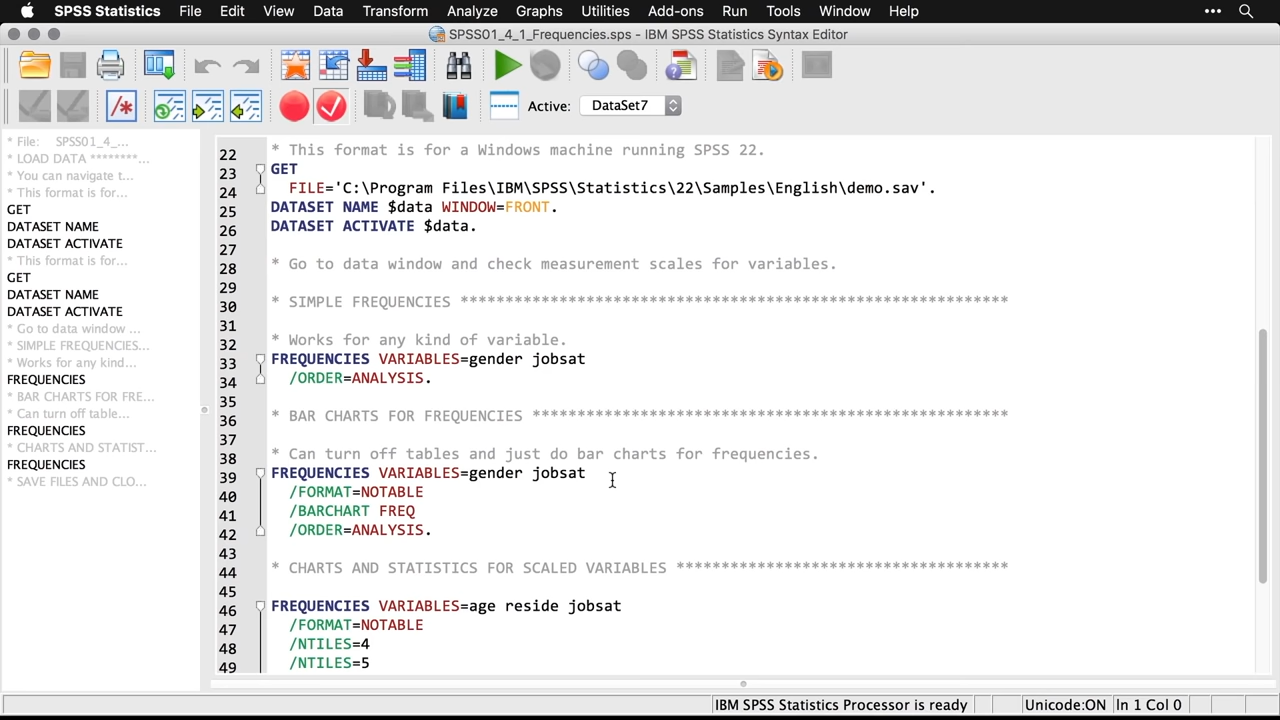 SPSS Statistics File Edit View Data Transform Analyze Graphs Utilities Add-ons Run Tools Window Help
SPSS01_4_1_Frequencies.sps - IBM SPSS Statistics Syntax Editor
Active: DataSet7
* File: SPSS01_4_...
* LOAD DATA ********...
* You can navigate t...
* This format is for...
GET
DATASET NAME
DATASET ACTIVATE
* This format is for...
GET
DATASET NAME
DATASET ACTIVATE
* Go to data window ...
* SIMPLE FREQUENCIES...
* Works for any kind...
FREQUENCIES
* BAR CHARTS FOR FRE...
* Can turn off table...
FREQUENCIES
* CHARTS AND STATIST...
FREQUENCIES
* SAVE FILES AND CLO...
22 * This format is for a Windows machine running SPSS 22.
23 GET
24 FILE='C:\Program Files\IBM\SPSS\Statistics\22\Samples\English\demo.sav'.
25 DATASET NAME $data WINDOW=FRONT.
26 DATASET ACTIVATE $data.
27
28 * Go to data window and check measurement scales for variables.
29
30 * SIMPLE FREQUENCIES *************************************************************
31
32 * Works for any kind of variable.
33 FREQUENCIES VARIABLES=gender jobsat
34 /ORDER=ANALYSIS.
35
36 * BAR CHARTS FOR FREQUENCIES *****************************************************
37
38 * Can turn off tables and just do bar charts for frequencies.
39 FREQUENCIES VARIABLES=gender jobsat
40 /FORMAT=NOTABLE
41 /BARCHART FREQ
42 /ORDER=ANALYSIS.
43
44 * CHARTS AND STATISTICS FOR SCALED VARIABLES *************************************
45
46 FREQUENCIES VARIABLES=age reside jobsat
47 /FORMAT=NOTABLE
48 /NTILES=4
49 /NTILES=5
IBM SPSS Statistics Processor is ready Unicode:ON In 1 Col 0